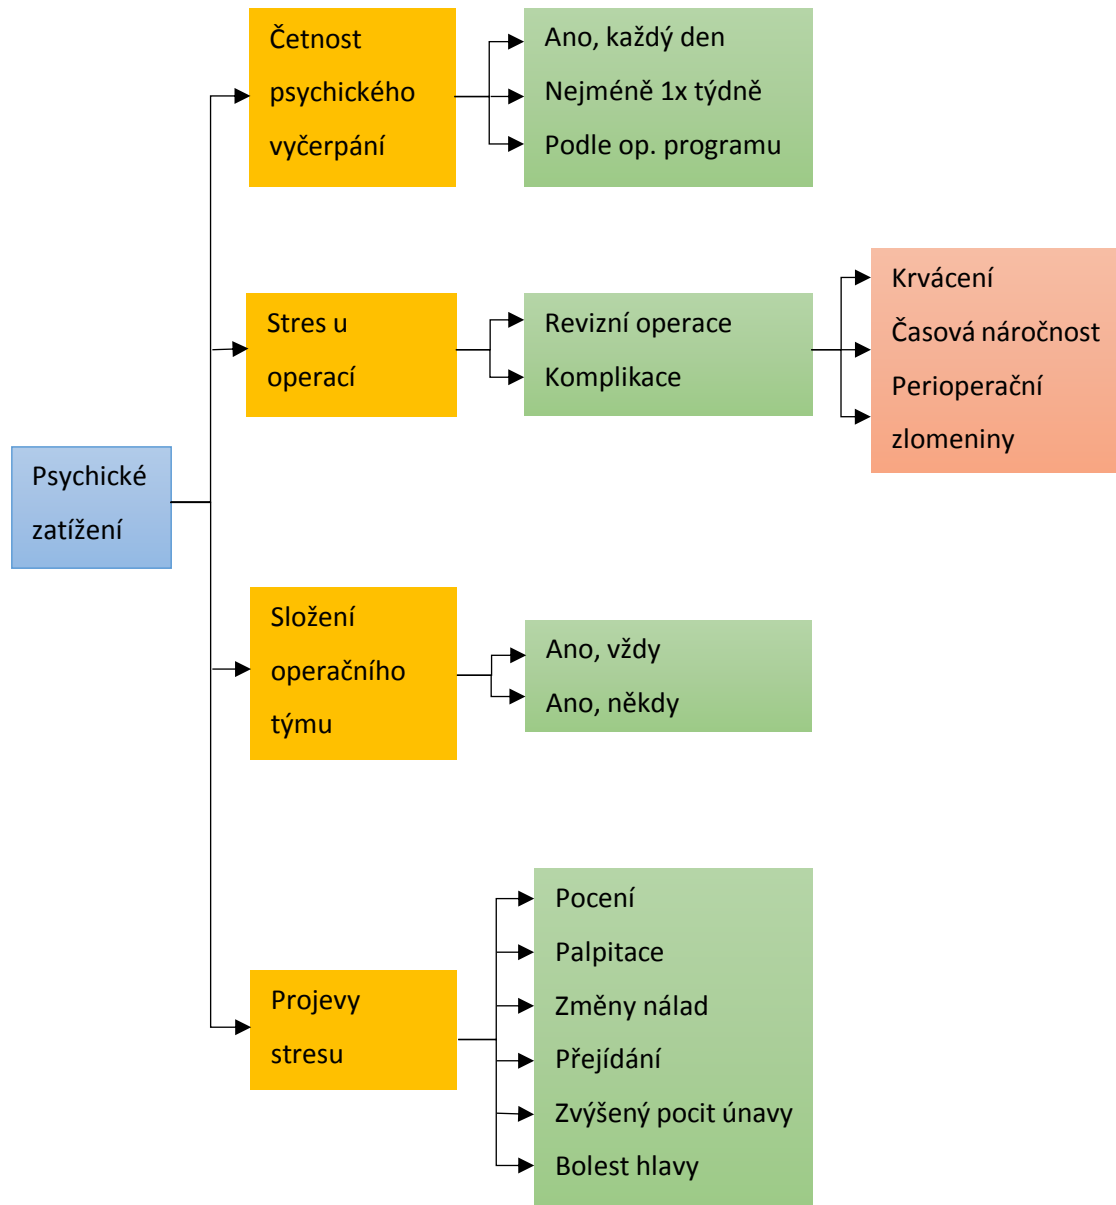 Četnost
psychického
vyčerpání
Ano, každý den
Nejméně 1x týdně
Podle op. programu
Stres u
operací
Revizní operace
Komplikace
Krvácení
Časová náročnost
Perioperační
zlomeniny
Psychické
zatížení
Složení
operačního
týmu
Ano, vždy
Ano, někdy
Projevy
stresu
Pocení
Palpitace
Změny nálad
Přejídání
Zvýšený pocit únavy
Bolest hlavy